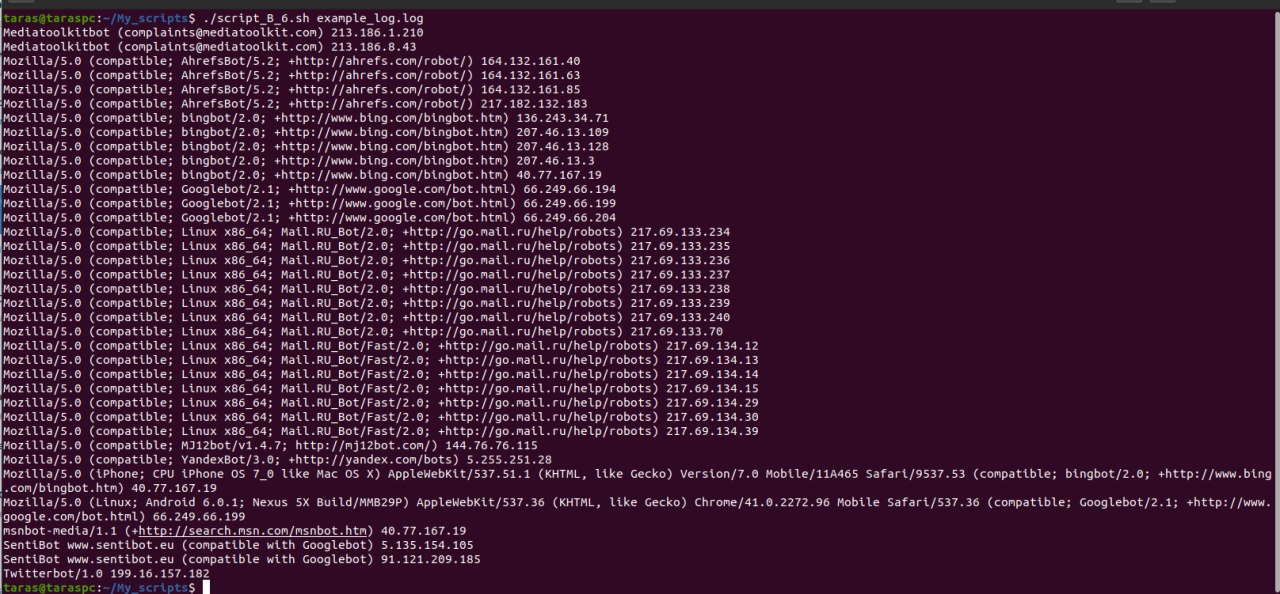 taras@taraspc:~/My_scripts$ ./script_B_6.sh example_log.log
Mediatoolkitbot (complaints@mediatoolkit.com) 213.186.1.210
Mediatoolkitbot (complaints@mediatoolkit.com) 213.186.8.43
Mozilla/5.0 (compatible; AhrefsBot/5.2; +http://ahrefs.com/robot/) 164.132.161.40
Mozilla/5.0 (compatible; AhrefsBot/5.2; +http://ahrefs.com/robot/) 164.132.161.63
Mozilla/5.0 (compatible; AhrefsBot/5.2; +http://ahrefs.com/robot/) 164.132.161.85
Mozilla/5.0 (compatible; AhrefsBot/5.2; +http://ahrefs.com/robot/) 217.182.132.183
Mozilla/5.0 (compatible; bingbot/2.0; +http://www.bing.com/bingbot.htm) 136.243.34.71
Mozilla/5.0 (compatible; bingbot/2.0; +http://www.bing.com/bingbot.htm) 207.46.13.109
Mozilla/5.0 (compatible; bingbot/2.0; +http://www.bing.com/bingbot.htm) 207.46.13.128
Mozilla/5.0 (compatible; bingbot/2.0; +http://www.bing.com/bingbot.htm) 207.46.13.3
Mozilla/5.0 (compatible; bingbot/2.0; +http://www.bing.com/bingbot.htm) 40.77.167.19
Mozilla/5.0 (compatible; Googlebot/2.1; +http://www.google.com/bot.html) 66.249.66.194
Mozilla/5.0 (compatible; Googlebot/2.1; +http://www.google.com/bot.html) 66.249.66.199
Mozilla/5.0 (compatible; Googlebot/2.1; +http://www.google.com/bot.html) 66.249.66.204
Mozilla/5.0 (compatible; Linux x86_64; Mail.RU_Bot/2.0; +http://go.mail.ru/help/robots) 217.69.133.234
Mozilla/5.0 (compatible; Linux x86_64; Mail.RU_Bot/2.0; +http://go.mail.ru/help/robots) 217.69.133.235
Mozilla/5.0 (compatible; Linux x86_64; Mail.RU_Bot/2.0; +http://go.mail.ru/help/robots) 217.69.133.236
Mozilla/5.0 (compatible; Linux x86_64; Mail.RU_Bot/2.0; +http://go.mail.ru/help/robots) 217.69.133.237
Mozilla/5.0 (compatible; Linux x86_64; Mail.RU_Bot/2.0; +http://go.mail.ru/help/robots) 217.69.133.238
Mozilla/5.0 (compatible; Linux x86_64; Mail.RU_Bot/2.0; +http://go.mail.ru/help/robots) 217.69.133.239
Mozilla/5.0 (compatible; Linux x86_64; Mail.RU_Bot/2.0; +http://go.mail.ru/help/robots) 217.69.133.240
Mozilla/5.0 (compatible; Linux x86_64; Mail.RU_Bot/2.0; +http://go.mail.ru/help/robots) 217.69.133.70
Mozilla/5.0 (compatible; Linux x86_64; Mail.RU_Bot/Fast/2.0; +http://go.mail.ru/help/robots) 217.69.134.12
Mozilla/5.0 (compatible; Linux x86_64; Mail.RU_Bot/Fast/2.0; +http://go.mail.ru/help/robots) 217.69.134.13
Mozilla/5.0 (compatible; Linux x86_64; Mail.RU_Bot/Fast/2.0; +http://go.mail.ru/help/robots) 217.69.134.14
Mozilla/5.0 (compatible; Linux x86_64; Mail.RU_Bot/Fast/2.0; +http://go.mail.ru/help/robots) 217.69.134.15
Mozilla/5.0 (compatible; Linux x86_64; Mail.RU_Bot/Fast/2.0; +http://go.mail.ru/help/robots) 217.69.134.29
Mozilla/5.0 (compatible; Linux x86_64; Mail.RU_Bot/Fast/2.0; +http://go.mail.ru/help/robots) 217.69.134.30
Mozilla/5.0 (compatible; Linux x86_64; Mail.RU_Bot/Fast/2.0; +http://go.mail.ru/help/robots) 217.69.134.39
Mozilla/5.0 (compatible; MJ12bot/v1.4.7; http://mj12bot.com/) 144.76.76.115
Mozilla/5.0 (compatible; YandexBot/3.0; +http://yandex.com/bots) 5.255.251.28
Mozilla/5.0 (iPhone; CPU iPhone OS 7_0 like Mac OS X) AppleWebKit/537.51.1 (KHTML, like Gecko) Version/7.0 Mobile/11A465 Safari/9537.53 (compatible; bingbot/2.0; +http://www.bing
.com/bingbot.htm) 40.77.167.19
Mozilla/5.0 (Linux; Android 6.0.1; Nexus 5X Build/MMB29P) AppleWebKit/537.36 (KHTML, like Gecko) Chrome/41.0.2272.96 Mobile Safari/537.36 (compatible; Googlebot/2.1; +http://www.
google.com/bot.html) 66.249.66.199
msnbot-media/1.1 (+http://search.msn.com/msnbot.htm) 40.77.167.19
SentiBot www.sentibot.eu (compatible with Googlebot) 5.135.154.105
SentiBot www.sentibot.eu (compatible with Googlebot) 91.121.209.185
Twitterbot/1.0 199.16.157.182
taras@taraspc:~/My_scripts$